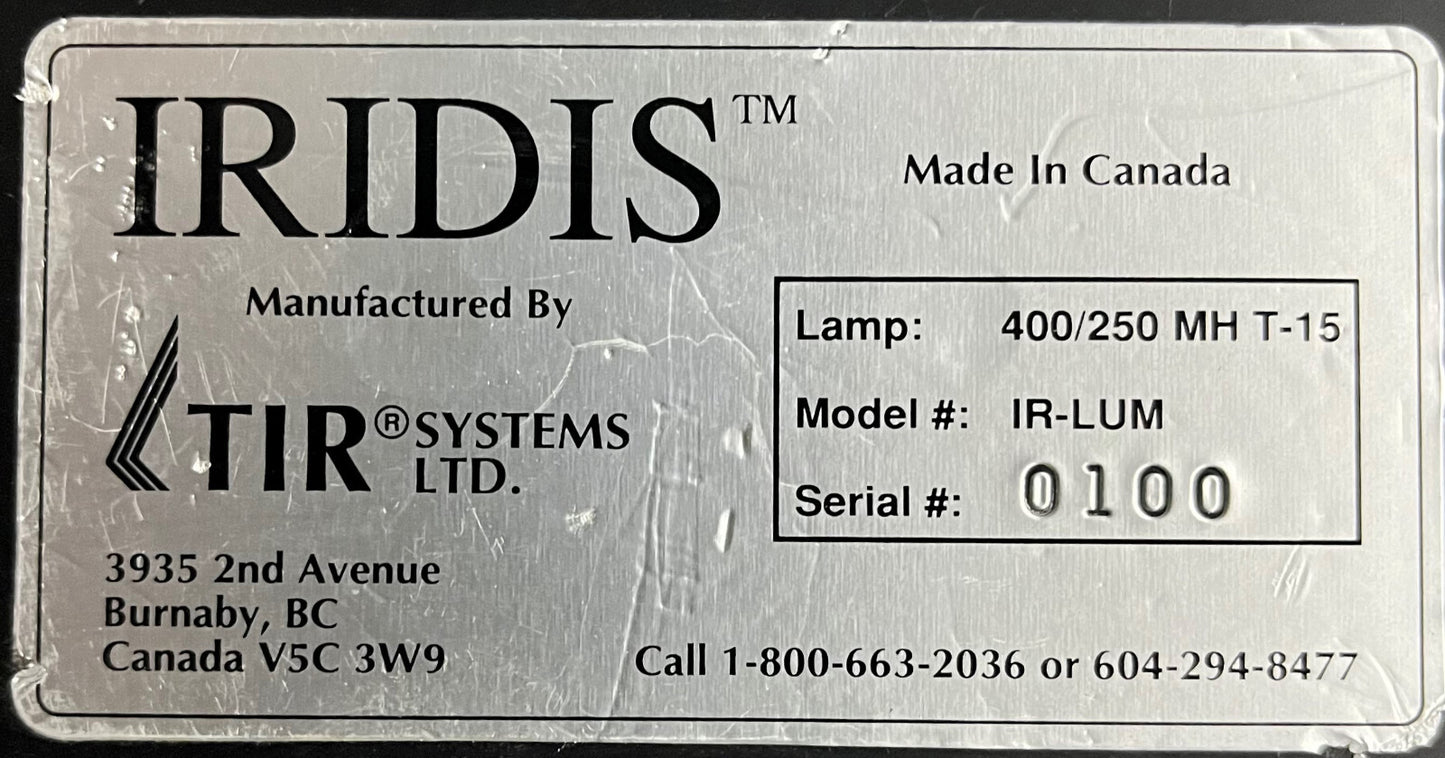 IRIDIS™
Made In Canada
Manufactured By
TIR® SYSTEMS
LTD.
Lamp: 400/250 MH T-15
Model #: IR-LUM
Serial #: 0100
3935 2nd Avenue
Burnaby, BC
Canada V5C 3W9
Call 1-800-663-2036 or 604-294-8477